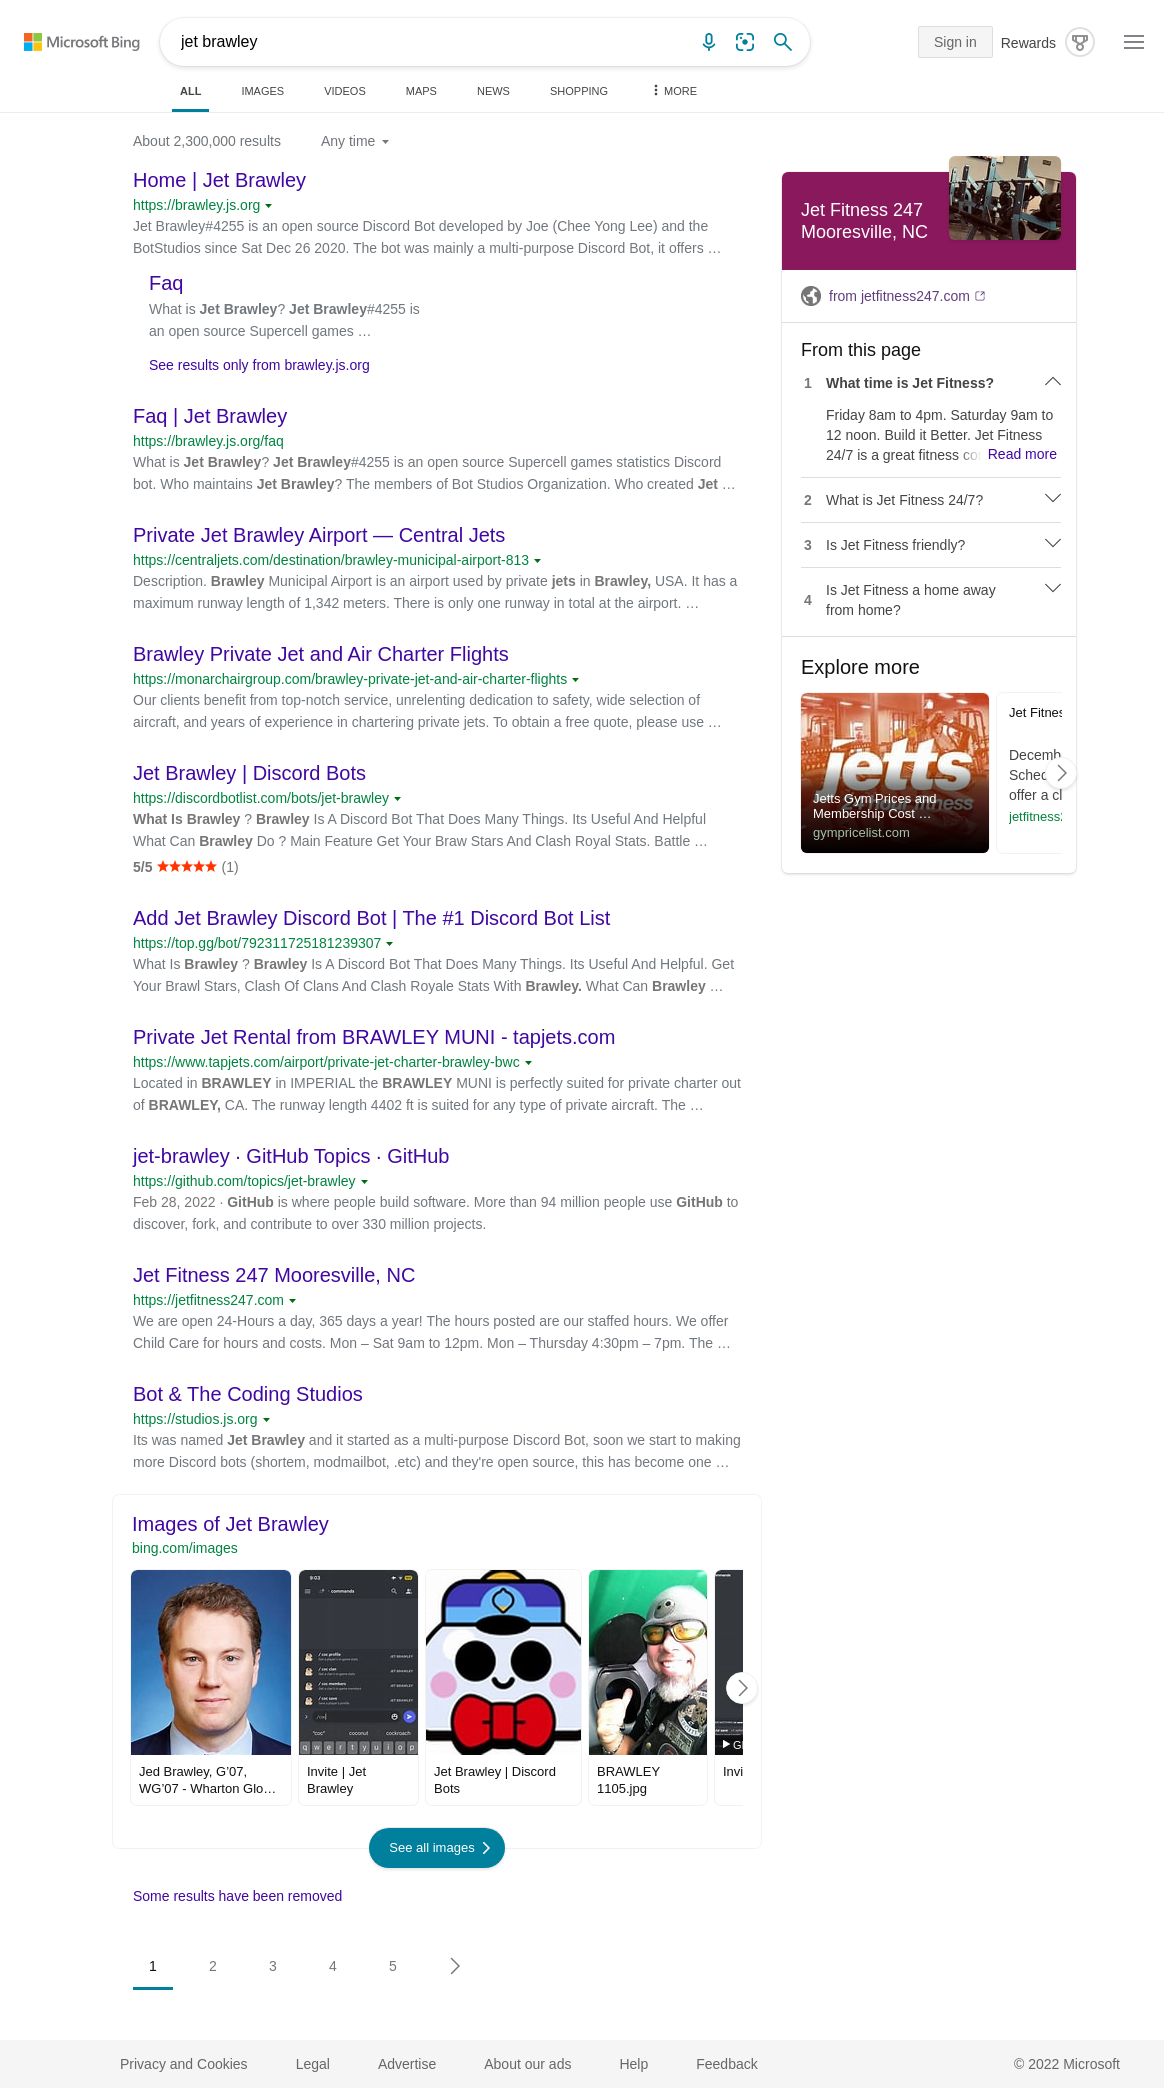 Microsoft Bing
jet brawley
Sign in
Rewards
ALL
IMAGES
VIDEOS
MAPS
NEWS
SHOPPING
MORE
About 2,300,000 results
Any time
Home | Jet Brawley
https://brawley.js.org
Jet Brawley#4255 is an open source Discord Bot developed by Joe (Chee Yong Lee) and the
BotStudios since Sat Dec 26 2020. The bot was mainly a multi-purpose Discord Bot, it offers …
Faq
What is Jet Brawley? Jet Brawley#4255 is
an open source Supercell games …
See results only from brawley.js.org
Faq | Jet Brawley
https://brawley.js.org/faq
What is Jet Brawley? Jet Brawley#4255 is an open source Supercell games statistics Discord
bot. Who maintains Jet Brawley? The members of Bot Studios Organization. Who created Jet …
Private Jet Brawley Airport — Central Jets
https://centraljets.com/destination/brawley-municipal-airport-813
Description. Brawley Municipal Airport is an airport used by private jets in Brawley, USA. It has a
maximum runway length of 1,342 meters. There is only one runway in total at the airport. …
Brawley Private Jet and Air Charter Flights
https://monarchairgroup.com/brawley-private-jet-and-air-charter-flights
Our clients benefit from top-notch service, unrelenting dedication to safety, wide selection of
aircraft, and years of experience in chartering private jets. To obtain a free quote, please use …
Jet Brawley | Discord Bots
https://discordbotlist.com/bots/jet-brawley
What Is Brawley ? Brawley Is A Discord Bot That Does Many Things. Its Useful And Helpful
What Can Brawley Do ? Main Feature Get Your Braw Stars And Clash Royal Stats. Battle …
5/5 (1)
Add Jet Brawley Discord Bot | The #1 Discord Bot List
https://top.gg/bot/792311725181239307
What Is Brawley ? Brawley Is A Discord Bot That Does Many Things. Its Useful And Helpful. Get
Your Brawl Stars, Clash Of Clans And Clash Royale Stats With Brawley. What Can Brawley …
Private Jet Rental from BRAWLEY MUNI - tapjets.com
https://www.tapjets.com/airport/private-jet-charter-brawley-bwc
Located in BRAWLEY in IMPERIAL the BRAWLEY MUNI is perfectly suited for private charter out
of BRAWLEY, CA. The runway length 4402 ft is suited for any type of private aircraft. The …
jet-brawley · GitHub Topics · GitHub
https://github.com/topics/jet-brawley
Feb 28, 2022 · GitHub is where people build software. More than 94 million people use GitHub to
discover, fork, and contribute to over 330 million projects.
Jet Fitness 247 Mooresville, NC
https://jetfitness247.com
We are open 24-Hours a day, 365 days a year! The hours posted are our staffed hours. We offer
Child Care for hours and costs. Mon – Sat 9am to 12pm. Mon – Thursday 4:30pm – 7pm. The …
Bot & The Coding Studios
https://studios.js.org
Its was named Jet Brawley and it started as a multi-purpose Discord Bot, soon we start to making
more Discord bots (shortem, modmailbot, .etc) and they're open source, this has become one …
Images of Jet Brawley
bing.com/images
9:03
commands
/ coc profile
/ coc clan
/ coc members
/ coc save
JET BRAWLEY
JET BRAWLEY
JET BRAWLEY
JET BRAWLEY
/coc
"coc"
coconut
cockroach
q w e r t y u i o p
Jed Brawley, G'07,
WG'07 - Wharton Glo…
Invite | Jet
Brawley
Jet Brawley | Discord
Bots
BRAWLEY
1105.jpg
Invi
See all images
Some results have been removed
1
2
3
4
5
Jet Fitness 247
Mooresville, NC
from jetfitness247.com
From this page
1 What time is Jet Fitness?
Friday 8am to 4pm. Saturday 9am to
12 noon. Build it Better. Jet Fitness
24/7 is a great fitness co Read more
2 What is Jet Fitness 24/7?
3 Is Jet Fitness friendly?
4 Is Jet Fitness a home away
from home?
Explore more
jetts
24 hour fitness
Jetts Gym Prices and
Membership Cost …
gympricelist.com
Jet Fitnes
Decemb
Sched
offer a cl
jetfitness2
Privacy and Cookies
Legal
Advertise
About our ads
Help
Feedback
© 2022 Microsoft